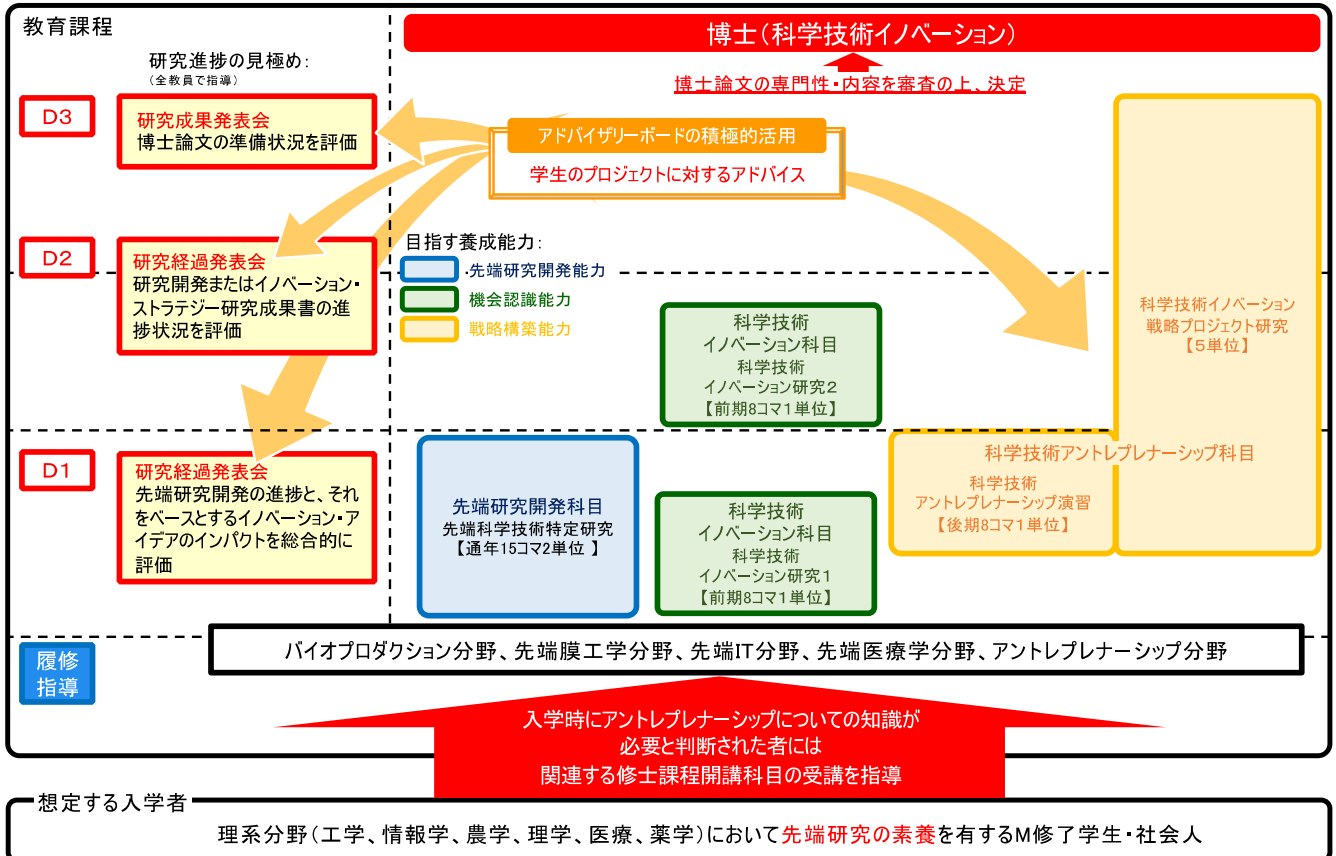 教育課程
博士(科学技術イノベーション)
博士論文の専門性・内容を審査の上、決定
研究進捗の見極め:
(全教員で指導)
D3
研究成果発表会
博士論文の準備状況を評価
アドバイザリーボードの積極的活用
学生のプロジェクトに対するアドバイス
D2
研究経過発表会
研究開発またはイノベーション・
ストラテジー研究成果書の進
捗状況を評価
目指す養成能力:
先端研究開発能力
機会認識能力
戦略構築能力
科学技術
イノベーション科目
科学技術
イノベーション研究2
【前期8コマ1単位】
科学技術イノベーション
戦略プロジェクト研究
【5単位】
D1
研究経過発表会
先端研究開発の進捗と、それ
をベースとするイノベーション・ア
イデアのインパクトを総合的に
評価
先端研究開発科目
先端科学技術特定研究
【通年15コマ2単位 】
科学技術
イノベーション科目
科学技術
イノベーション研究1
【前期8コマ1単位】
科学技術アントレプレナーシップ科目
科学技術
アントレプレナーシップ演習
【後期8コマ1単位】
履修
指導
バイオプロダクション分野、先端膜工学分野、先端IT分野、先端医療学分野、アントレプレナーシップ分野
入学時にアントレプレナーシップについての知識が
必要と判断された者には
関連する修士課程開講科目の受講を指導
想定する入学者
理系分野(工学、情報学、農学、理学、医療、薬学)において先端研究の素養を有するM修了学生・社会人